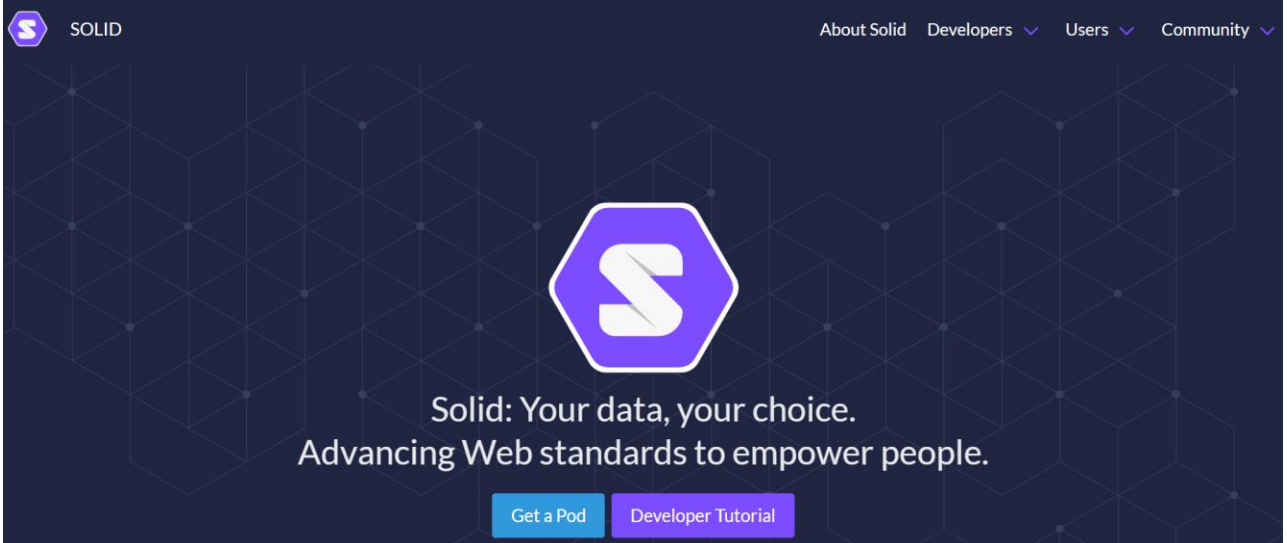 SOLID
About Solid Developers Users Community
Solid: Your data, your choice.
Advancing Web standards to empower people.
Get a Pod Developer Tutorial